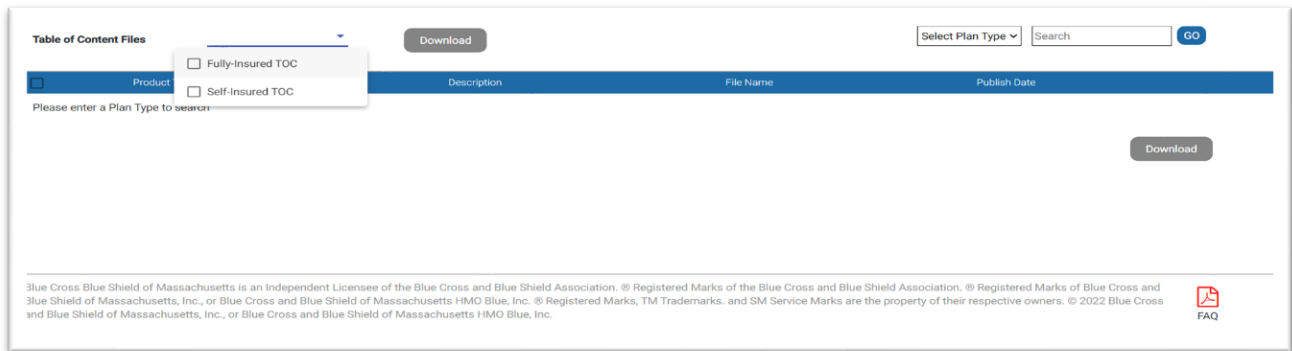 Table of Content Files
Download
Select Plan Type
Search
GO
Fully-Insured TOC
Self-Insured TOC
Product
Description
File Name
Publish Date
Please enter a Plan Type to search
Download
Blue Cross Blue Shield of Massachusetts is an Independent Licensee of the Blue Cross and Blue Shield Association. ® Registered Marks of the Blue Cross and Blue Shield Association. ® Registered Marks of Blue Cross and
Blue Shield of Massachusetts, Inc., or Blue Cross and Blue Shield of Massachusetts HMO Blue, Inc. ® Registered Marks, TM Trademarks. and SM Service Marks are the property of their respective owners. © 2022 Blue Cross
and Blue Shield of Massachusetts, Inc., or Blue Cross and Blue Shield of Massachusetts HMO Blue, Inc.
FAQ